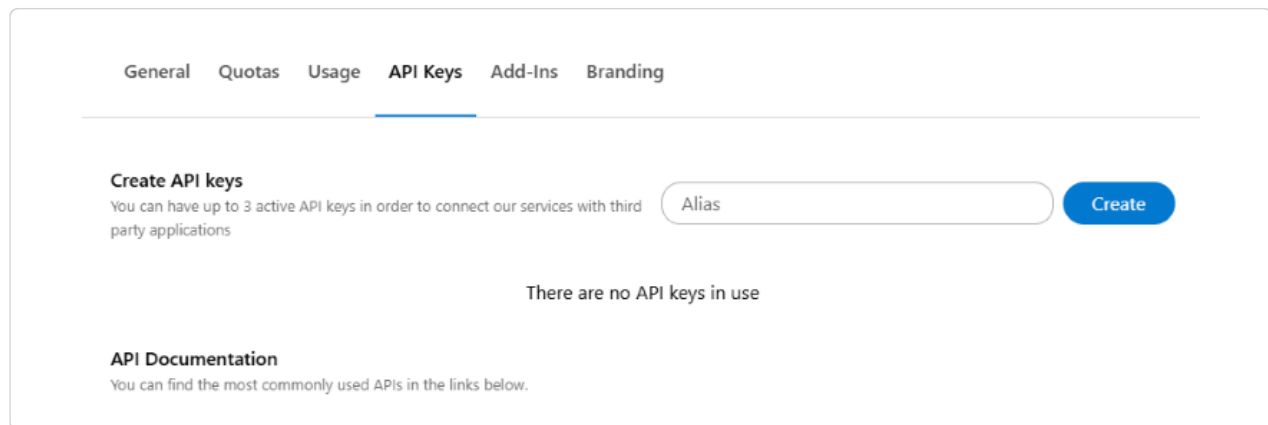 General Quotas Usage API Keys Add-Ins Branding
Create API keys
You can have up to 3 active API keys in order to connect our services with third
party applications
Alias
Create
There are no API keys in use
API Documentation
You can find the most commonly used APIs in the links below.